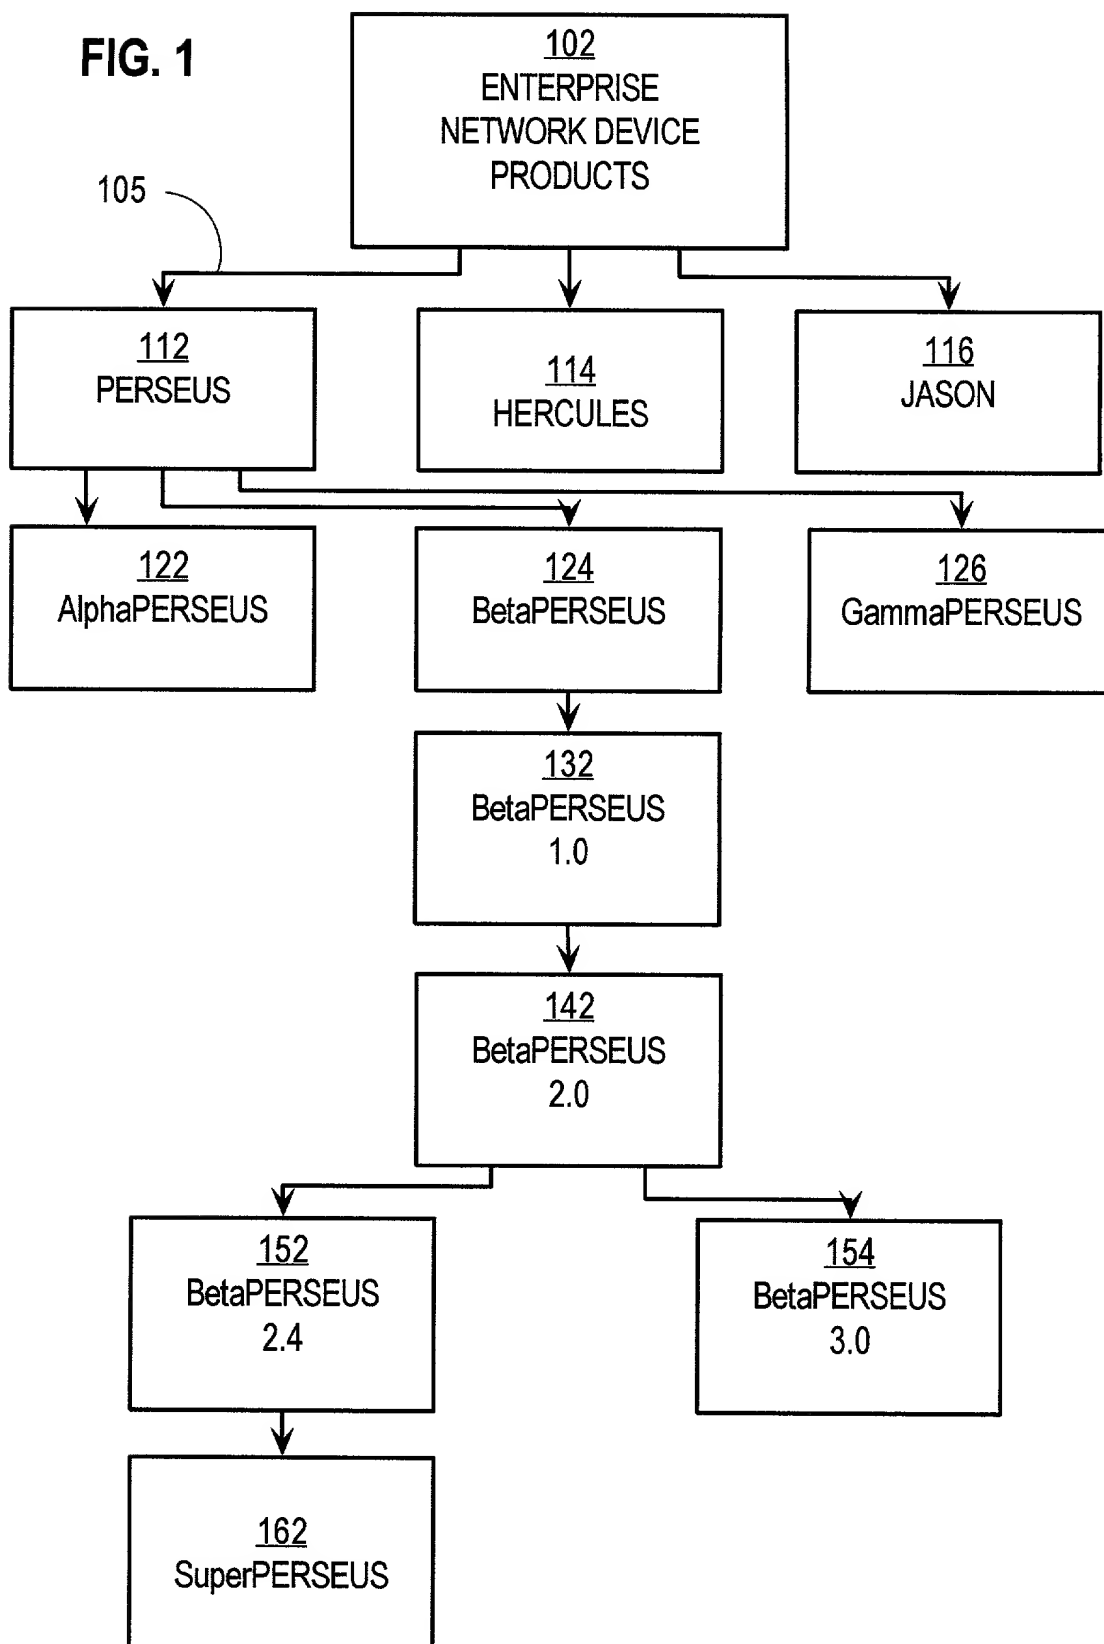 FIG. 1
102
ENTERPRISE
NETWORK DEVICE
PRODUCTS
105
112
PERSEUS
114
HERCULES
116
JASON
122
AlphaPERSEUS
124
BetaPERSEUS
126
GammaPERSEUS
132
BetaPERSEUS
1.0
142
BetaPERSEUS
2.0
152
BetaPERSEUS
2.4
154
BetaPERSEUS
3.0
162
SuperPERSEUS